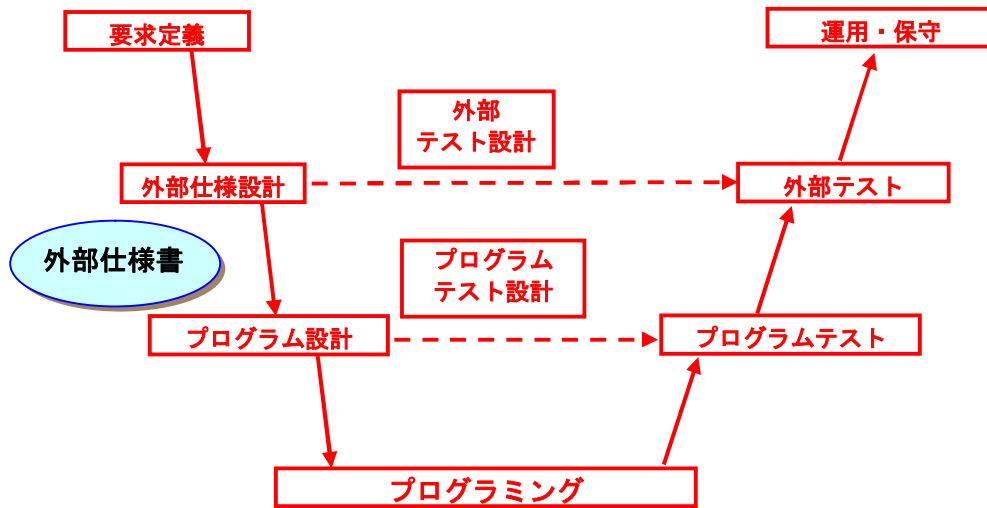 要求定義
運用・保守
外部
テスト設計
外部仕様設計
外部テスト
外部仕様書
プログラム
テスト設計
プログラム設計
プログラムテスト
プログラミング